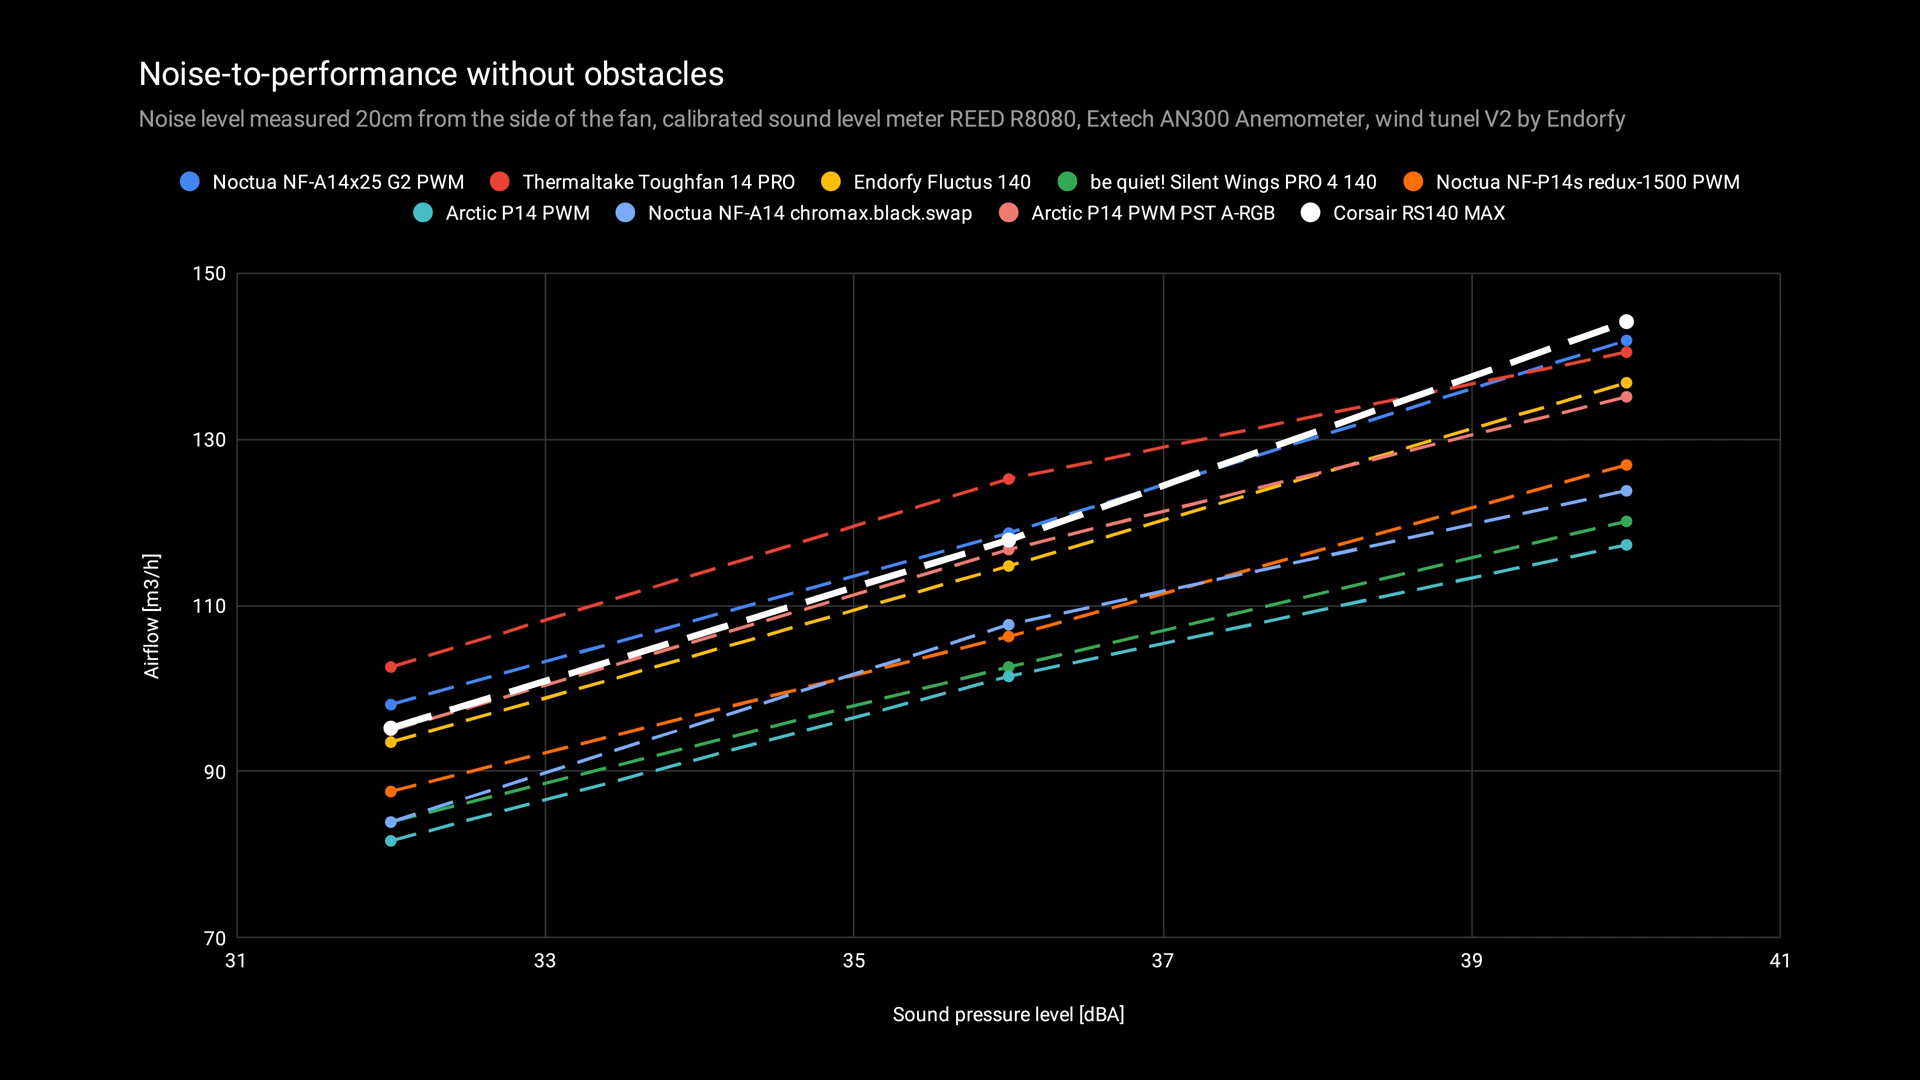 Noise-to-performance without obstacles
Noise level measured 20cm from the side of the fan, calibrated sound level meter REED R8080, Extech AN300 Anemometer, wind tunel V2 by Endorfy
Noctua NF-A14x25 G2 PWM Thermaltake Toughfan 14 PRO Endorfy Fluctus 140 be quiet! Silent Wings PRO 4 140 Noctua NF-P14s redux-1500 PWM
Arctic P14 PWM Noctua NF-A14 chromax.black.swap Arctic P14 PWM PST A-RGB Corsair RS140 MAX
150
130
110
90
70
Airflow [m3/h]
31 33 35 37 39 41
Sound pressure level [dBA]